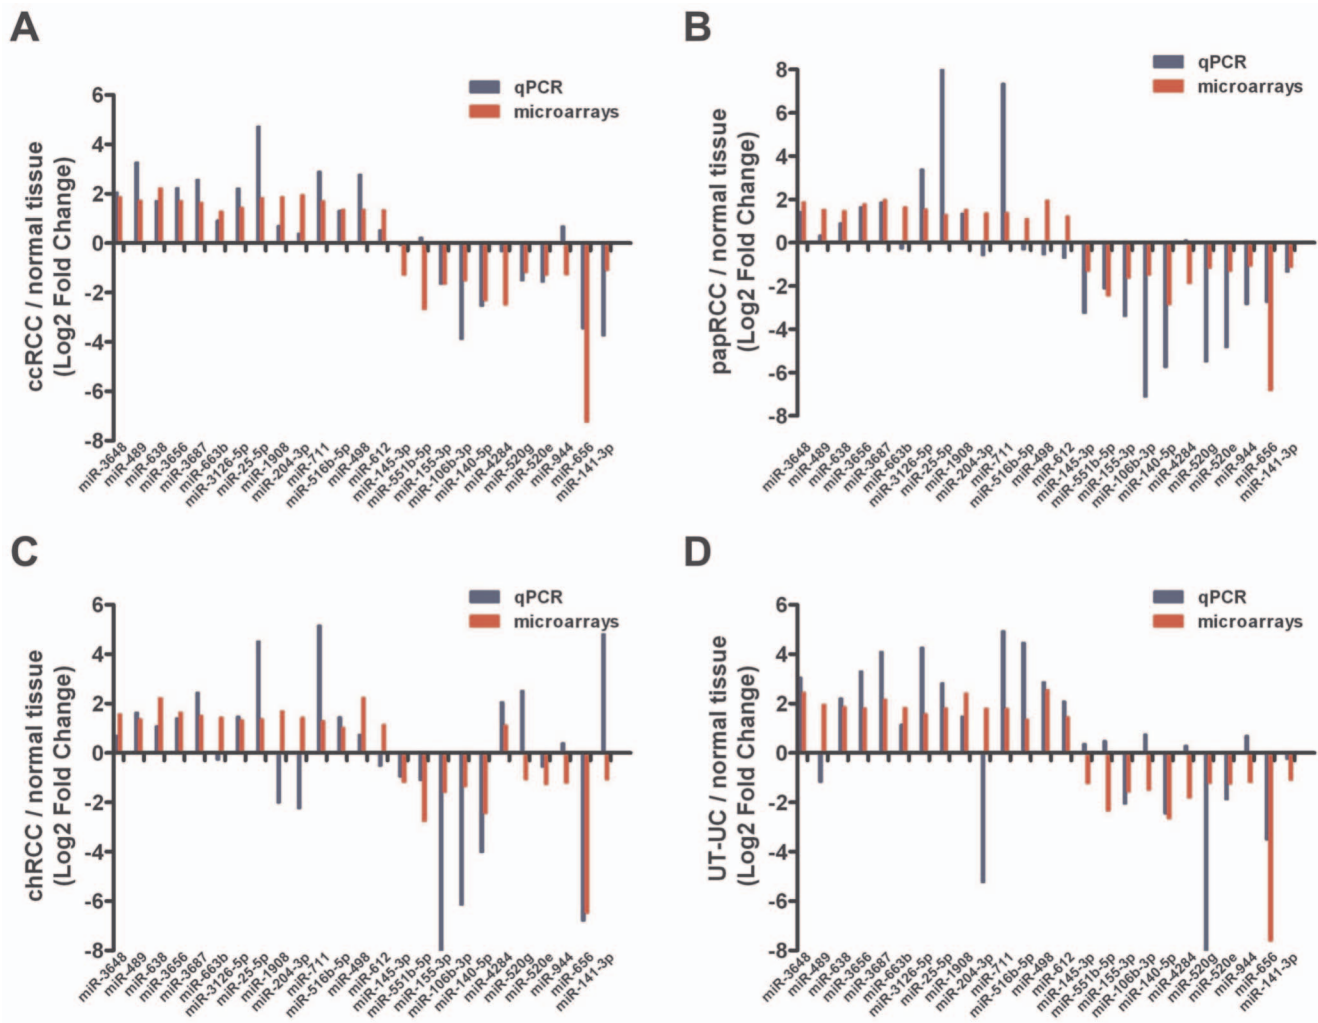 A
qPCR
microarrays
ccRCC / normal tissue
(Log2 Fold Change)
6
4
2
0
-2
-4
-6
-8
miR-3648
miR-489
miR-638
miR-3656
miR-3687
miR-663b
miR-3126-5p
miR-25-5p
miR-1908
miR-204-3p
miR-711
miR-516b-5p
miR-498
miR-612
miR-145-3p
miR-551b-5p
miR-155-3p
miR-106b-3p
miR-140-5p
miR-4284
miR-520g
miR-520e
miR-944
miR-656
miR-141-3p
B
qPCR
microarrays
papRCC / normal tissue
(Log2 Fold Change)
8
6
4
2
0
-2
-4
-6
-8
miR-3648
miR-489
miR-638
miR-3656
miR-3687
miR-663b
miR-3126-5p
miR-25-5p
miR-1908
miR-204-3p
miR-711
miR-516b-5p
miR-498
miR-612
miR-145-3p
miR-551b-5p
miR-155-3p
miR-106b-3p
miR-140-5p
miR-4284
miR-520g
miR-520e
miR-944
miR-656
miR-141-3p
C
qPCR
microarrays
chRCC / normal tissue
(Log2 Fold Change)
6
4
2
0
-2
-4
-6
-8
miR-3648
miR-489
miR-638
miR-3656
miR-3687
miR-663b
miR-3126-5p
miR-25-5p
miR-1908
miR-204-3p
miR-711
miR-516b-5p
miR-498
miR-612
miR-145-3p
miR-551b-5p
miR-155-3p
miR-106b-3p
miR-140-5p
miR-4284
miR-520g
miR-520e
miR-944
miR-656
miR-141-3p
D
qPCR
microarrays
UT-UC / normal tissue
(Log2 Fold Change)
6
4
2
0
-2
-4
-6
-8
miR-3648
miR-489
miR-638
miR-3656
miR-3687
miR-663b
miR-3126-5p
miR-25-5p
miR-1908
miR-204-3p
miR-711
miR-516b-5p
miR-498
miR-612
miR-145-3p
miR-551b-5p
miR-155-3p
miR-106b-3p
miR-140-5p
miR-4284
miR-520g
miR-520e
miR-944
miR-656
miR-141-3p